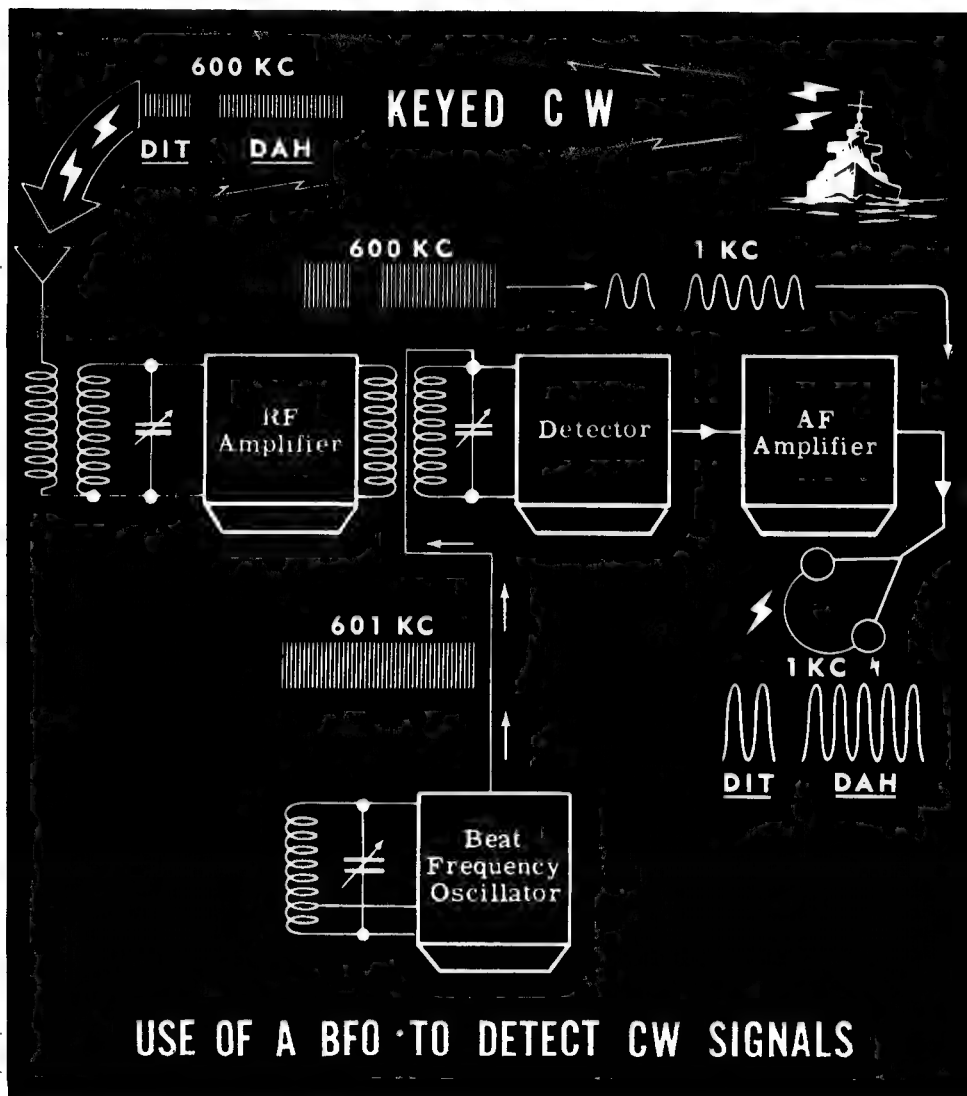 600 KC
KEYED CW
DIT DAH
600 KC
1 KC
RF
Amplifier
Detector
AF
Amplifier
601 KC
1 KC
DIT DAH
Beat
Frequency
Oscillator
USE OF A BFO TO DETECT CW SIGNALS